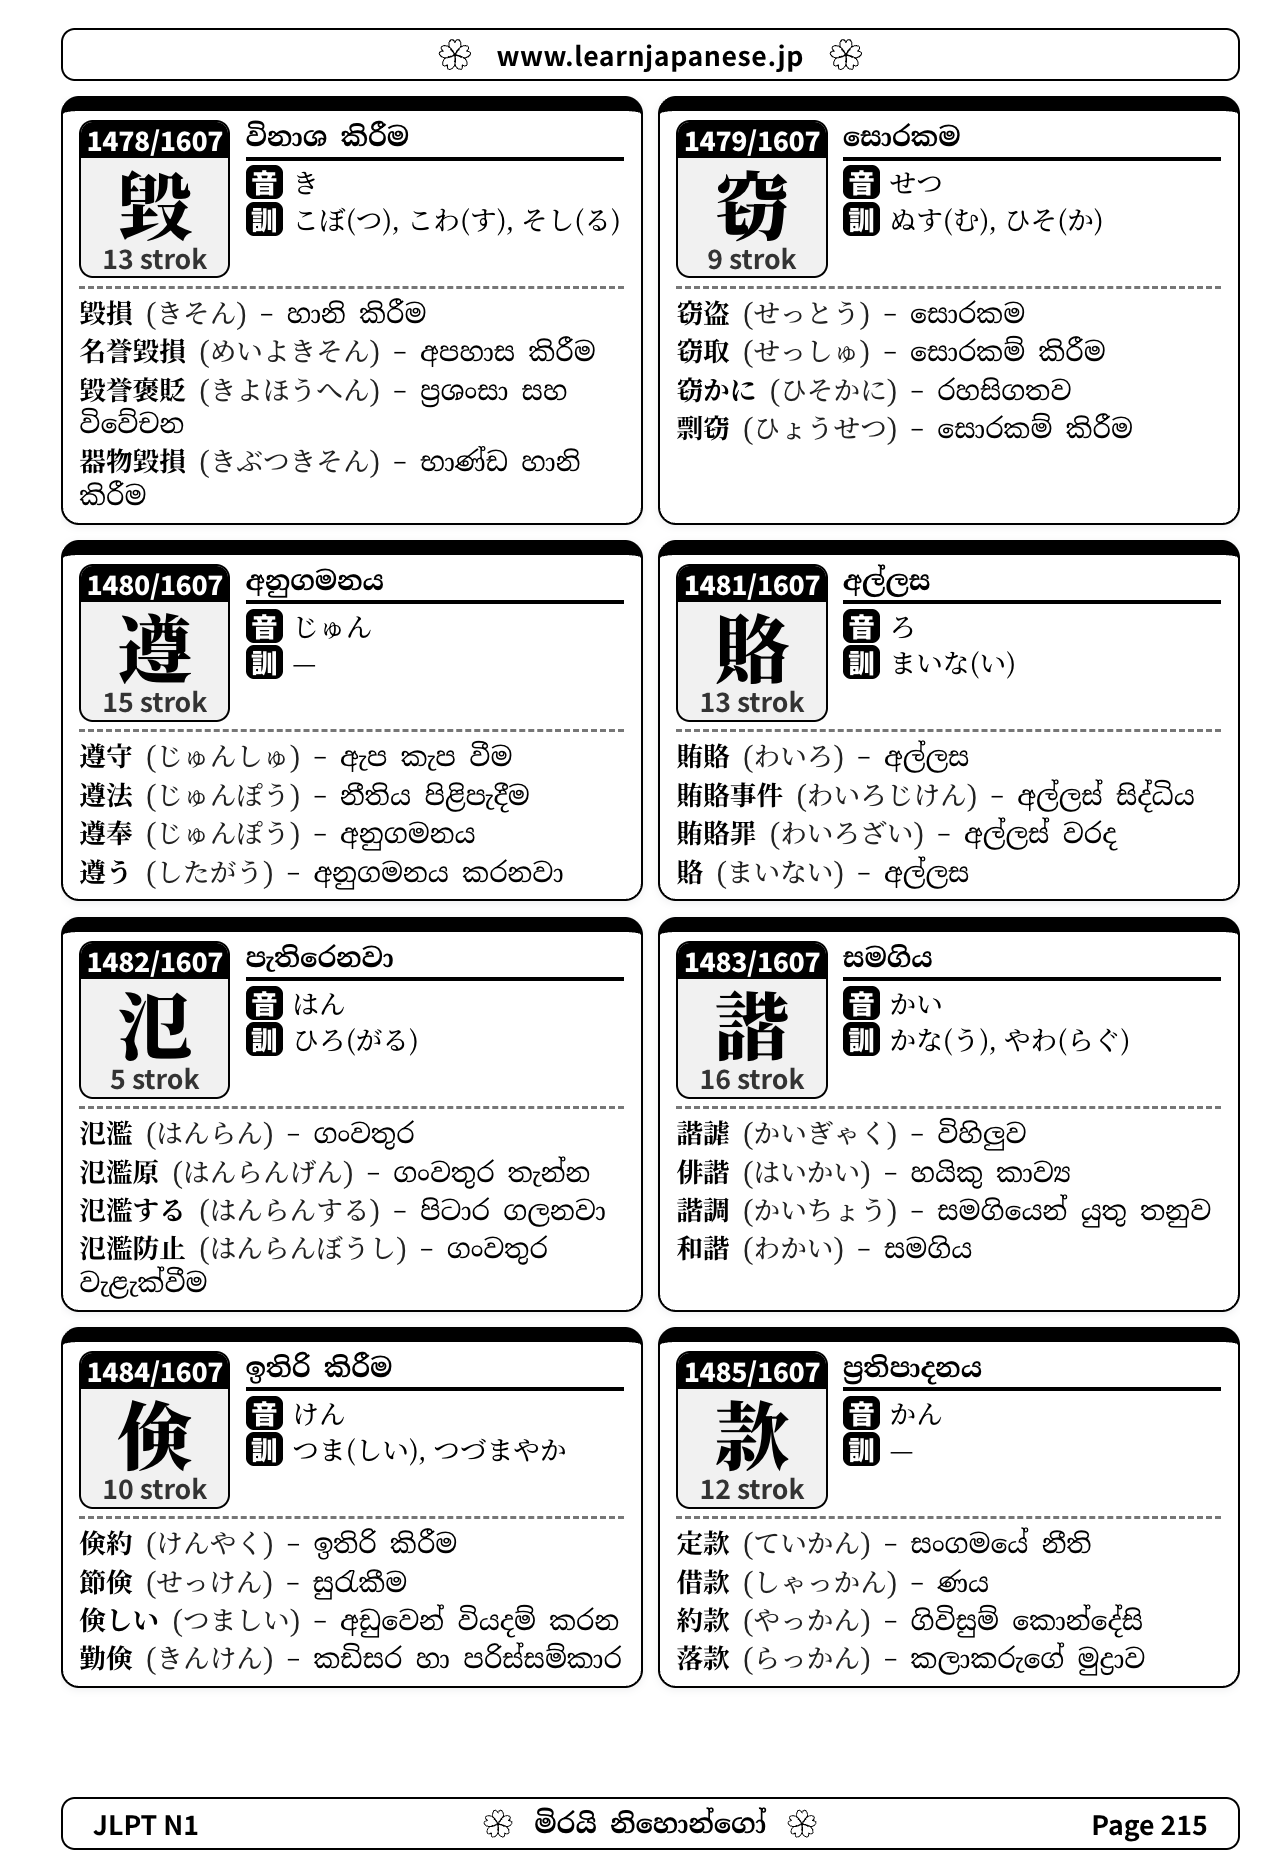 www.learnjapanese.jp
1478/1607
毀
13 strok
විනාශ කිරීම
音 き
訓 こぼ(つ), こわ(す), そし(る)
毀損 (きそん) – හානි කිරීම
名誉毀損 (めいよきそん) – අපහාස කිරීම
毀誉褒貶 (きよほうへん) – ප්‍රශංසා සහ
විවේචන
器物毀損 (きぶつきそん) – භාණ්ඩ හානි
කිරීම
1479/1607
窃
9 strok
සොරකම
音 せつ
訓 ぬす(む), ひそ(か)
窃盗 (せっとう) – සොරකම
窃取 (せっしゅ) – සොරකම් කිරීම
窃かに (ひそかに) – රහසිගතව
剽窃 (ひょうせつ) – සොරකම් කිරීම
1480/1607
遵
15 strok
අනුගමනය
音 じゅん
訓 —
遵守 (じゅんしゅ) – ඇප කැප වීම
遵法 (じゅんぽう) – නීතිය පිළිපැදීම
遵奉 (じゅんぽう) – අනුගමනය
遵う (したがう) – අනුගමනය කරනවා
1481/1607
賂
13 strok
අල්ලස
音 ろ
訓 まいな(い)
賄賂 (わいろ) – අල්ලස
賄賂事件 (わいろじけん) – අල්ලස් සිද්ධිය
賄賂罪 (わいろざい) – අල්ලස් වරද
賂 (まいない) – අල්ලස
1482/1607
氾
5 strok
පැතිරෙනවා
音 はん
訓 ひろ(がる)
氾濫 (はんらん) – ගංවතුර
氾濫原 (はんらんげん) – ගංවතුර තැන්න
氾濫する (はんらんする) – පිටාර ගලනවා
氾濫防止 (はんらんぼうし) – ගංවතුර
වැළැක්වීම
1483/1607
諧
16 strok
සමගිය
音 かい
訓 かな(う), やわ(らぐ)
諧謔 (かいぎゃく) – විහිලුව
俳諧 (はいかい) – හයිකු කාව්‍ය
諧調 (かいちょう) – සමගියෙන් යුතු තනුව
和諧 (わかい) – සමගිය
1484/1607
倹
10 strok
ඉතිරි කිරීම
音 けん
訓 つま(しい), つづまやか
倹約 (けんやく) – ඉතිරි කිරීම
節倹 (せっけん) – සුරැකීම
倹しい (つましい) – අඩුවෙන් වියදම් කරන
勤倹 (きんけん) – කඩිසර හා පරිස්සම්කාර
1485/1607
款
12 strok
ප්‍රතිපාදනය
音 かん
訓 —
定款 (ていかん) – සංගමයේ නීති
借款 (しゃっかん) – ණය
約款 (やっかん) – ගිවිසුම් කොන්දේසි
落款 (らっかん) – කලාකරුගේ මුද්‍රාව
JLPT N1
මිරයි නිහොන්ගෝ
Page 215